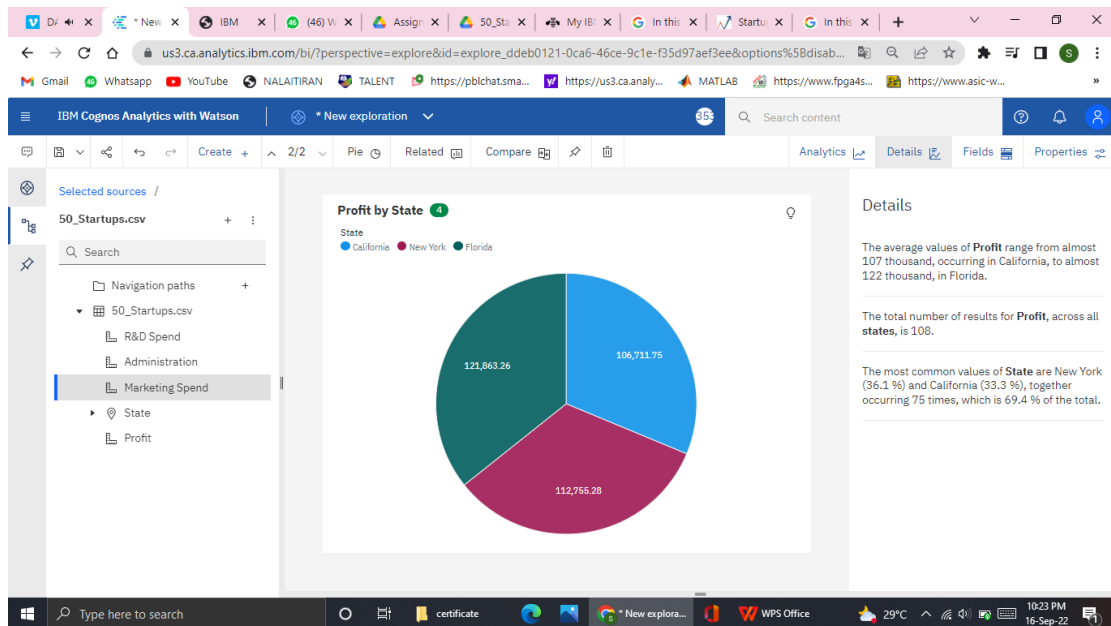 DA
* New
IBM
(46) W
Assign
50_Sta
My IB
In this
Startu
In this
us3.ca.analytics.ibm.com/bi/?perspective=explore&id=explore_ddeb0121-0ca6-46ce-9c1e-f35d97aef3ee&options%5Bdisab...
S
Gmail
Whatsapp
YouTube
NALAITIRAN
TALENT
https://pblchat.sma...
https://us3.ca.analy...
MATLAB
https://www.fpga4s...
https://www.asic-w...
»
IBM Cognos Analytics with Watson
* New exploration
353
Search content
Create +
2/2
Pie
Related
Compare
Analytics
Details
Fields
Properties
Selected sources /
50_Startups.csv
Search
Navigation paths
50_Startups.csv
R&D Spend
Administration
Marketing Spend
State
Profit
Profit by State 4
State
California New York Florida
121,863.26
106,711.75
112,755.28
Details
The average values of Profit range from almost
107 thousand, occurring in California, to almost
122 thousand, in Florida.
The total number of results for Profit, across all
states, is 108.
The most common values of State are New York
(36.1 %) and California (33.3 %), together
occurring 75 times, which is 69.4 % of the total.
Type here to search
certificate
* New explora...
WPS Office
29°C
10:23 PM
16-Sep-22